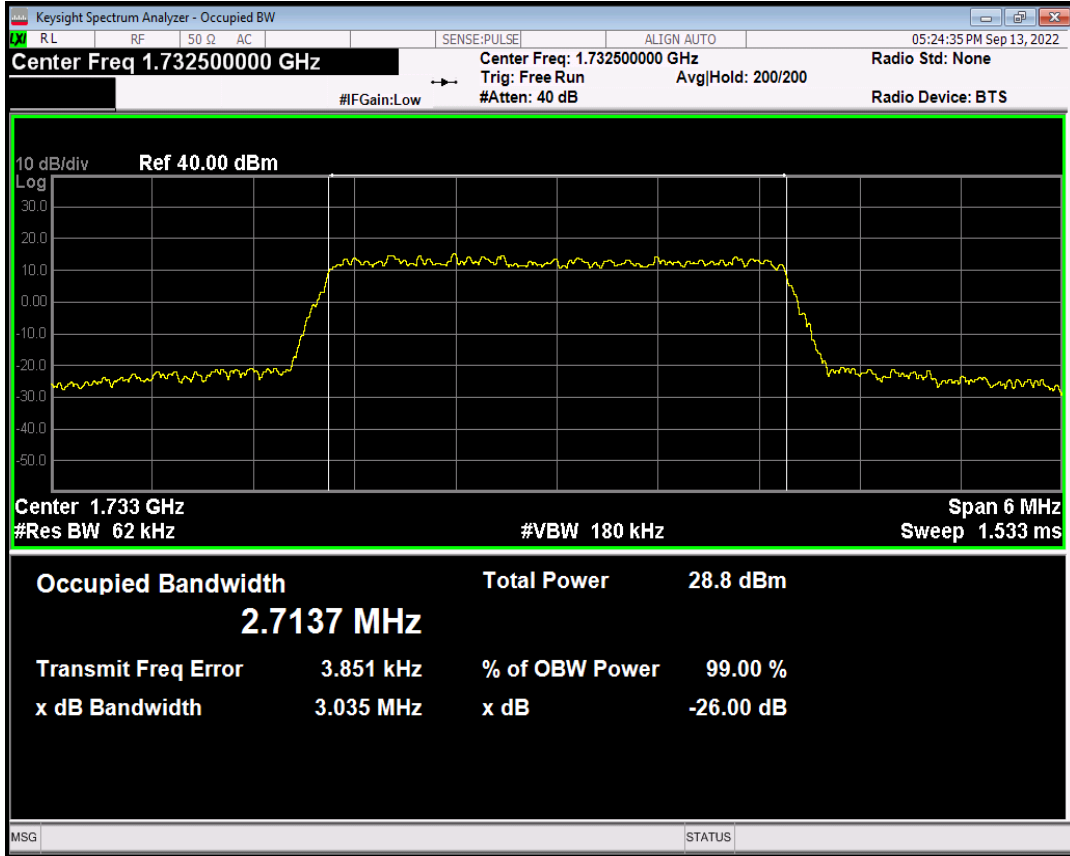 Keysight Spectrum Analyzer - Occupied BW
LXI RL RF 50 Ω AC SENSE:PULSE ALIGN AUTO 05:24:35 PM Sep 13, 2022
Center Freq 1.732500000 GHz Center Freq: 1.732500000 GHz Radio Std: None
Trig: Free Run Avg|Hold: 200/200
#IFGain:Low #Atten: 40 dB Radio Device: BTS
10 dB/div Ref 40.00 dBm
Log
30.0
20.0
10.0
0.00
-10.0
-20.0
-30.0
-40.0
-50.0
Center 1.733 GHz Span 6 MHz
#Res BW 62 kHz #VBW 180 kHz Sweep 1.533 ms
Occupied Bandwidth Total Power 28.8 dBm
2.7137 MHz
Transmit Freq Error 3.851 kHz % of OBW Power 99.00 %
x dB Bandwidth 3.035 MHz x dB -26.00 dB
MSG STATUS